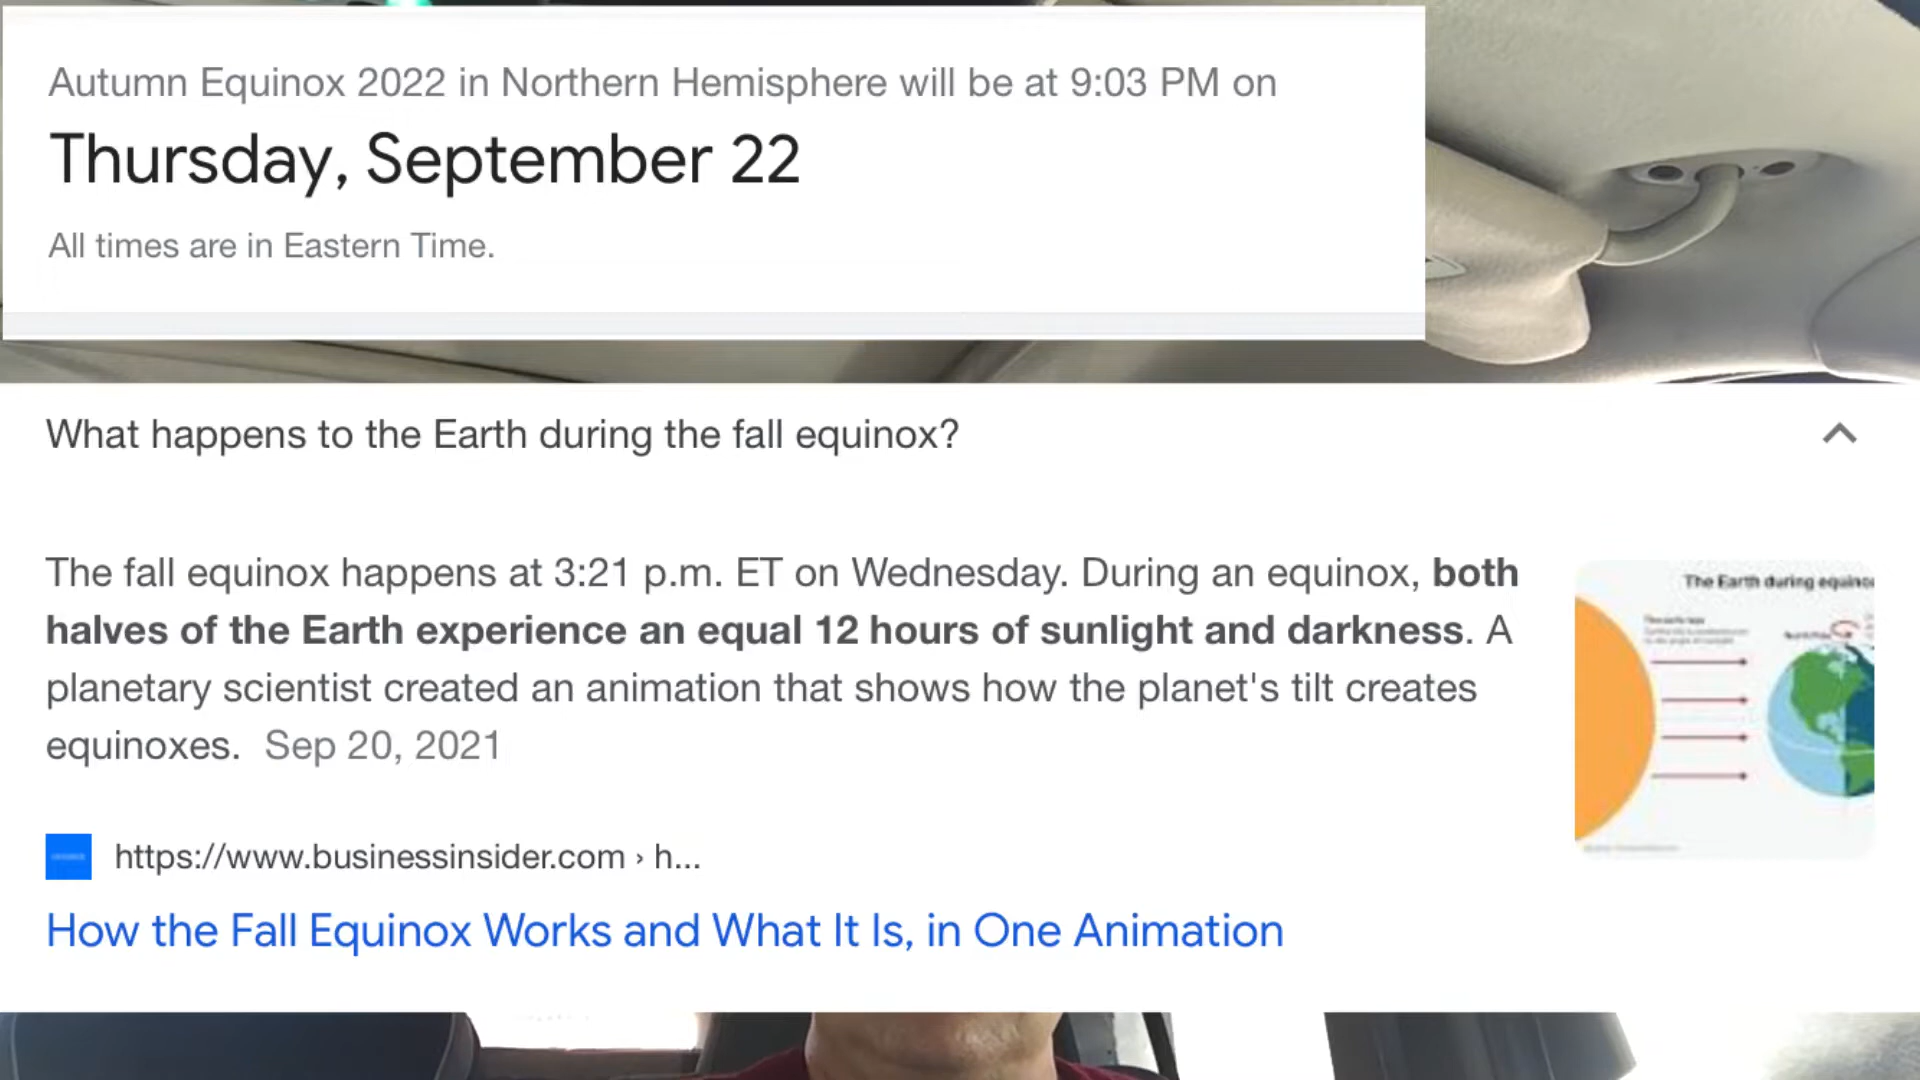 Autumn Equinox 2022 in Northern Hemisphere will be at 9:03 PM on
Thursday, September 22
All times are in Eastern Time.
What happens to the Earth during the fall equinox?
The fall equinox happens at 3:21 p.m. ET on Wednesday. During an equinox, both
halves of the Earth experience an equal 12 hours of sunlight and darkness. A
planetary scientist created an animation that shows how the planet's tilt creates
equinoxes. Sep 20, 2021
The Earth during equino
https://www.businessinsider.com › h...
How the Fall Equinox Works and What It Is, in One Animation